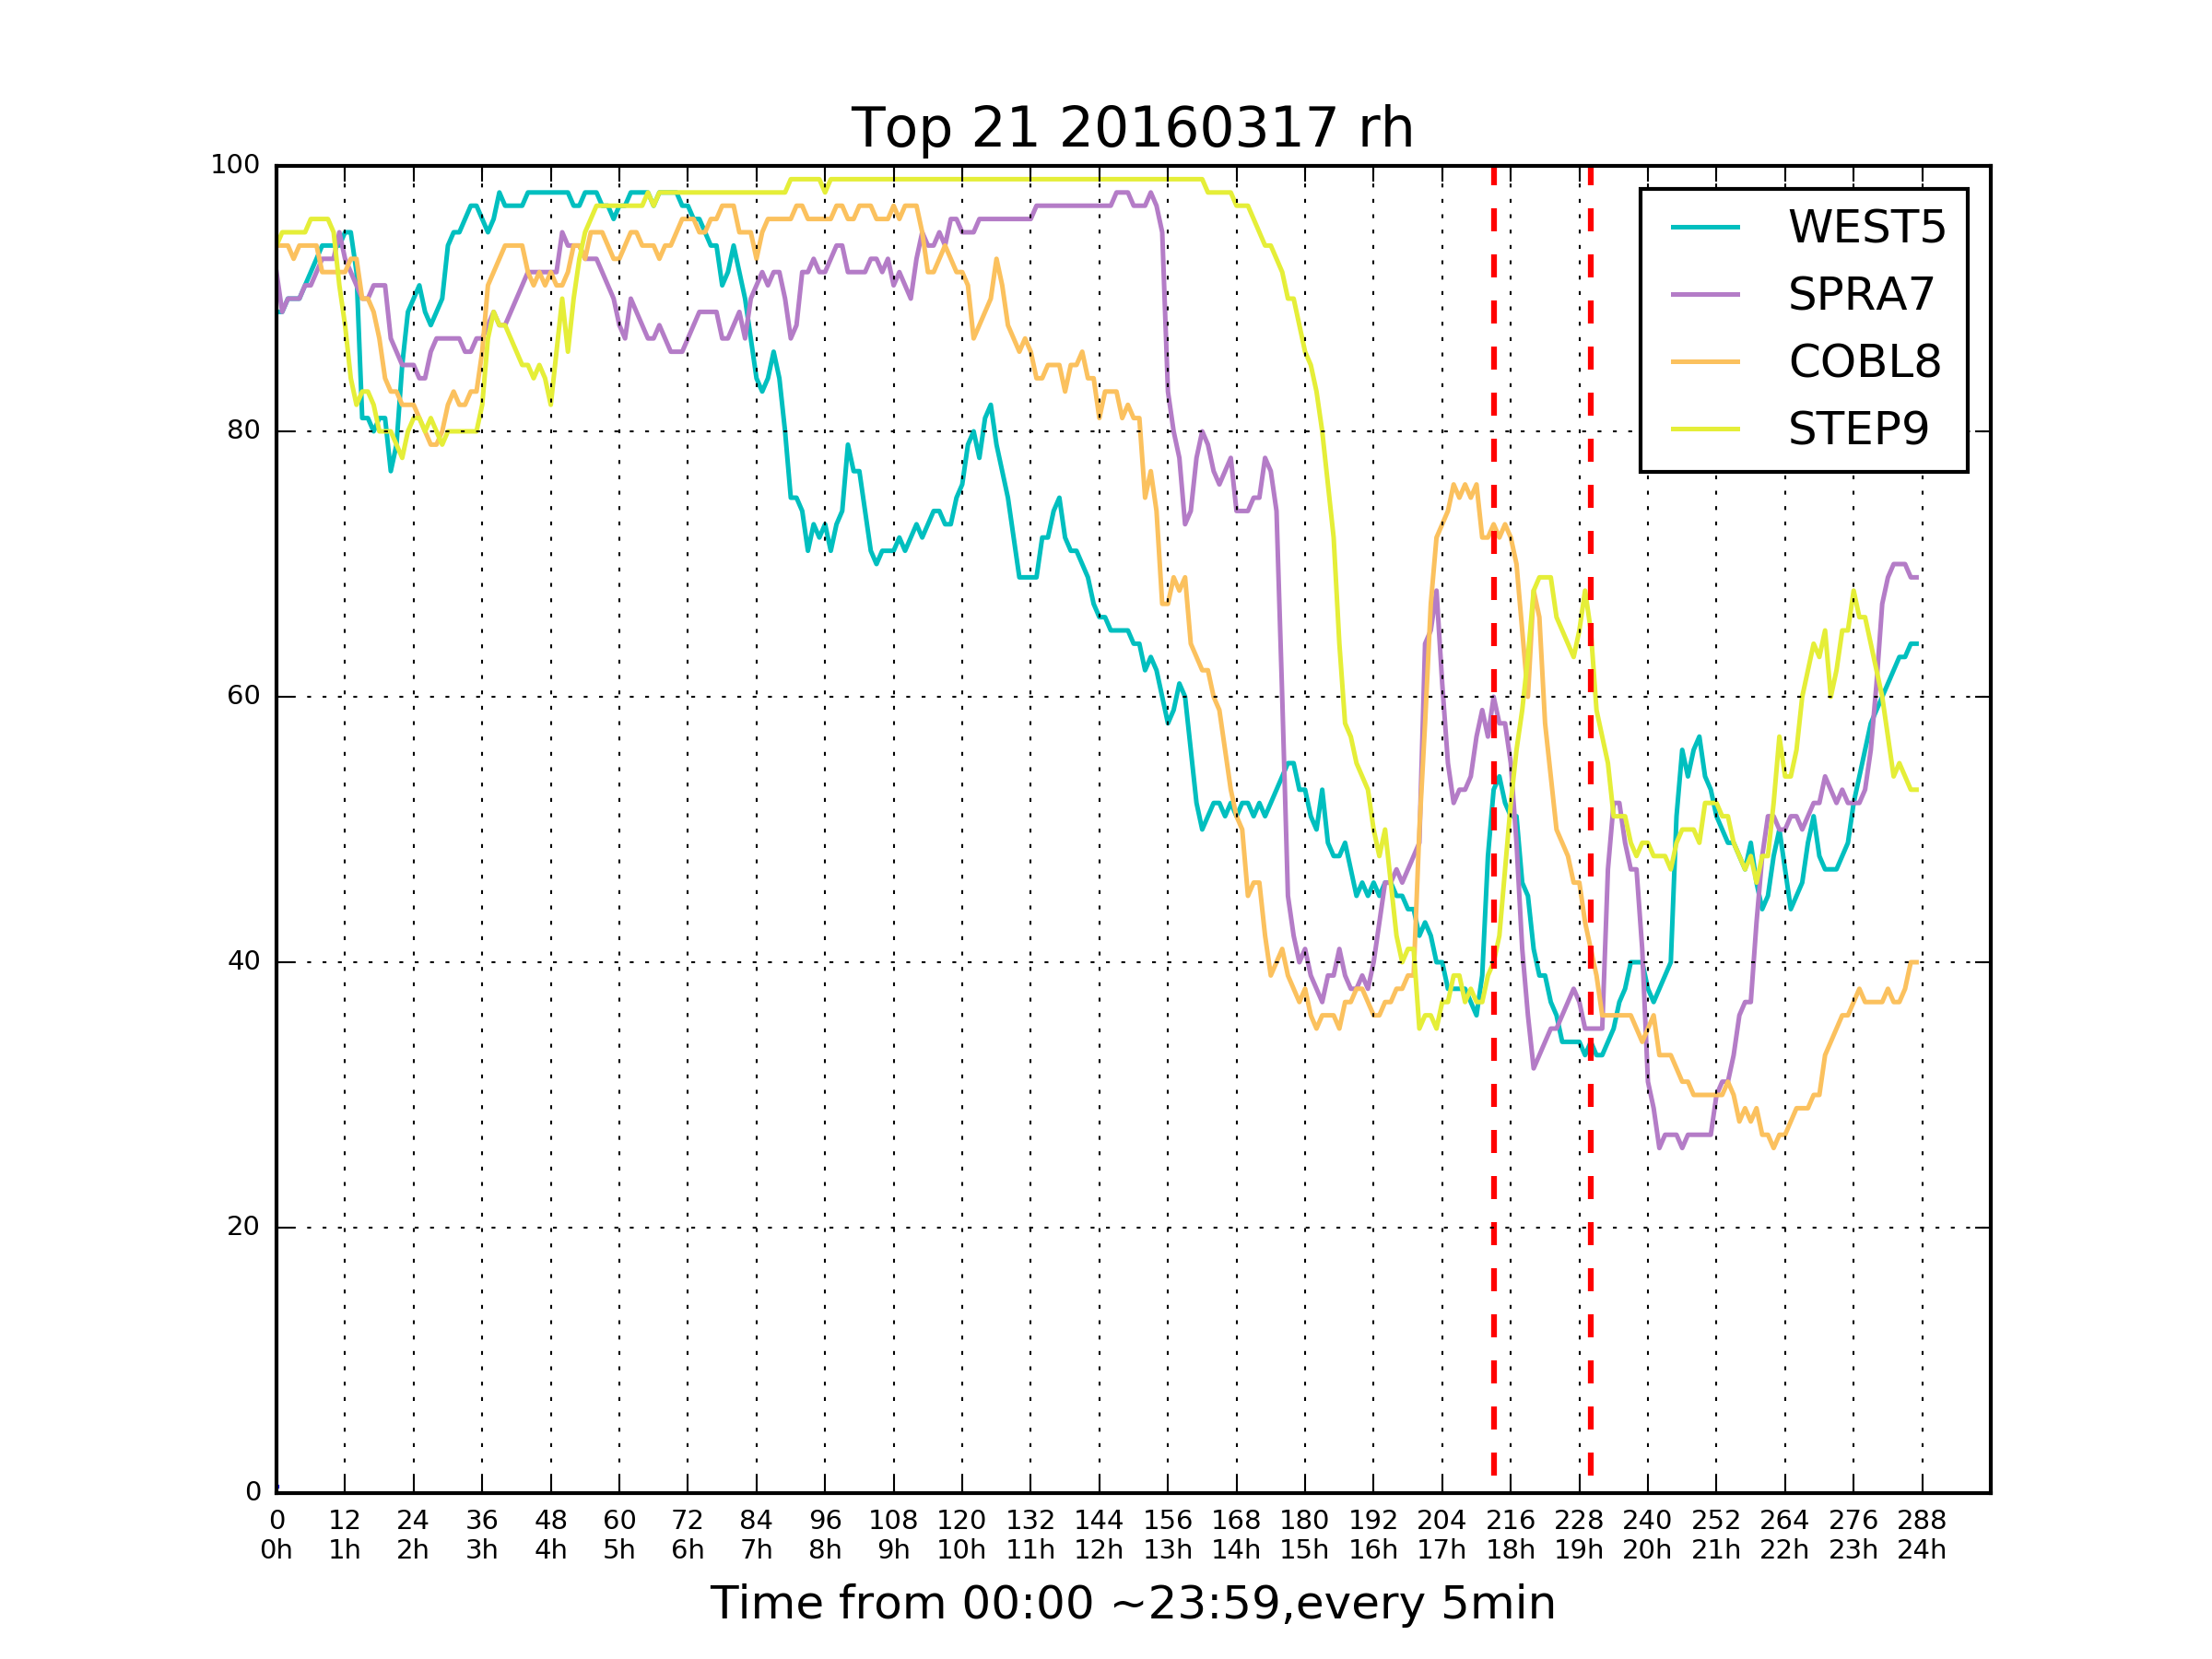 Top 21 20160317 rh
100
80
60
40
20
0
WEST5
SPRA7
COBL8
STEP9
0 12 24 36 48 60 72 84 96 108 120 132 144 156 168 180 192 204 216 228 240 252 264 276 288
0h 1h 2h 3h 4h 5h 6h 7h 8h 9h 10h 11h 12h 13h 14h 15h 16h 17h 18h 19h 20h 21h 22h 23h 24h
Time from 00:00 ~23:59,every 5min